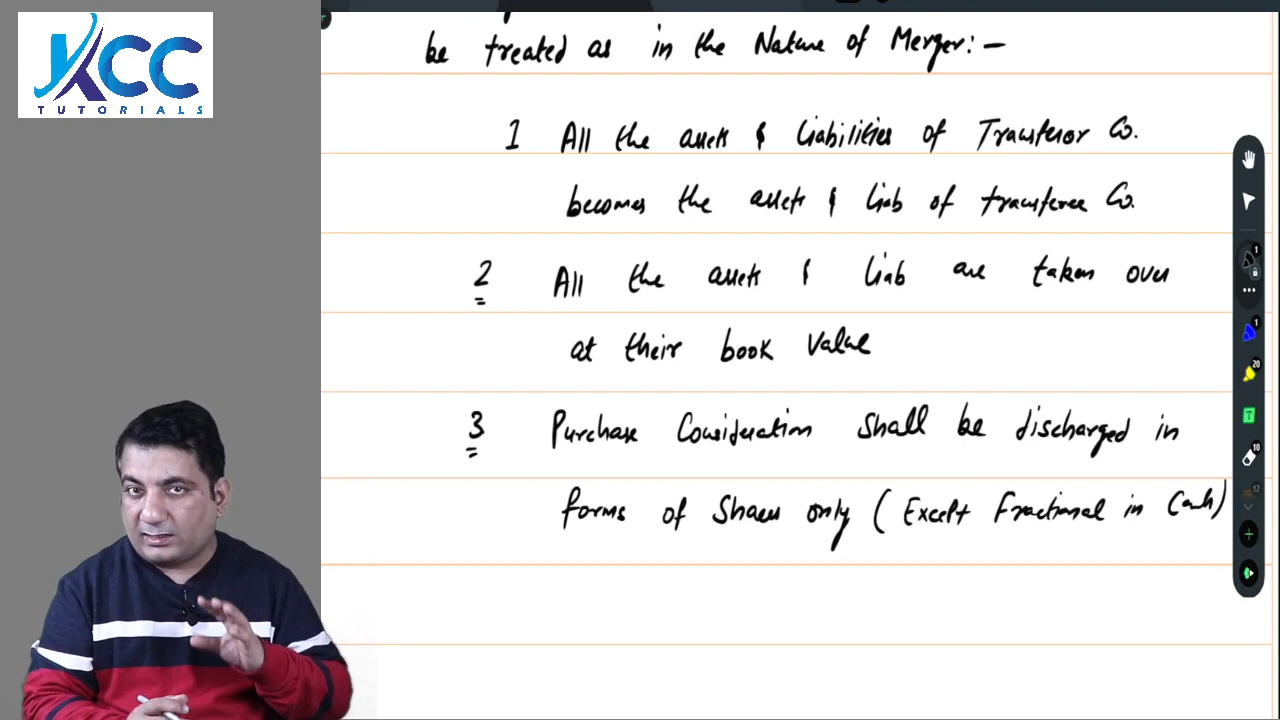 KCC
TUTORIALS
be treated as in the Nature of Merger:-
1 All the assets & Liabilities of Transferor Co.
becomes the assets & Liab of transferee Co.
2 All the assets & Liab are taken over
at their book value
3 Purchase Consideration shall be discharged in
forms of Shares only (Except Fractional in Cash)